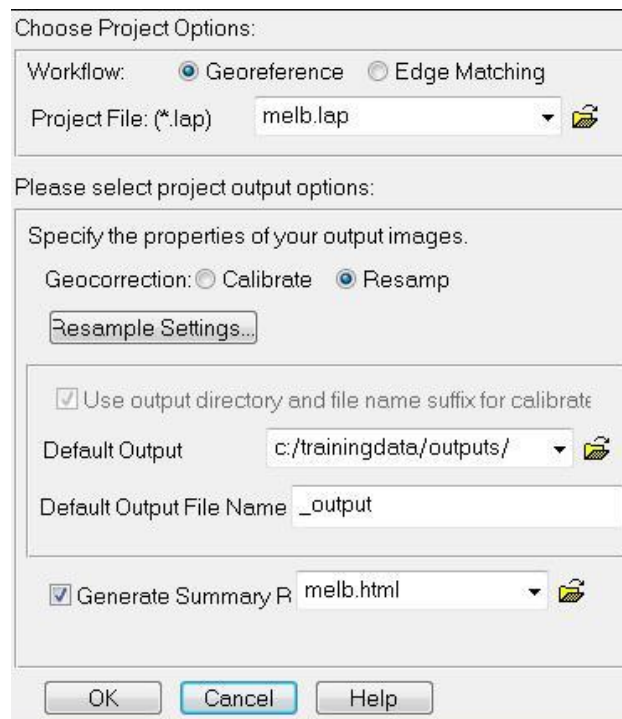 Choose Project Options:
Workflow: Georeference Edge Matching
Project File: (*.lap) melb.lap
Please select project output options:
Specify the properties of your output images.
Geocorrection: Calibrate Resamp
Resample Settings...
Use output directory and file name suffix for calibrate
Default Output c:/trainingdata/outputs/
Default Output File Name _output
Generate Summary R melb.html
OK Cancel Help